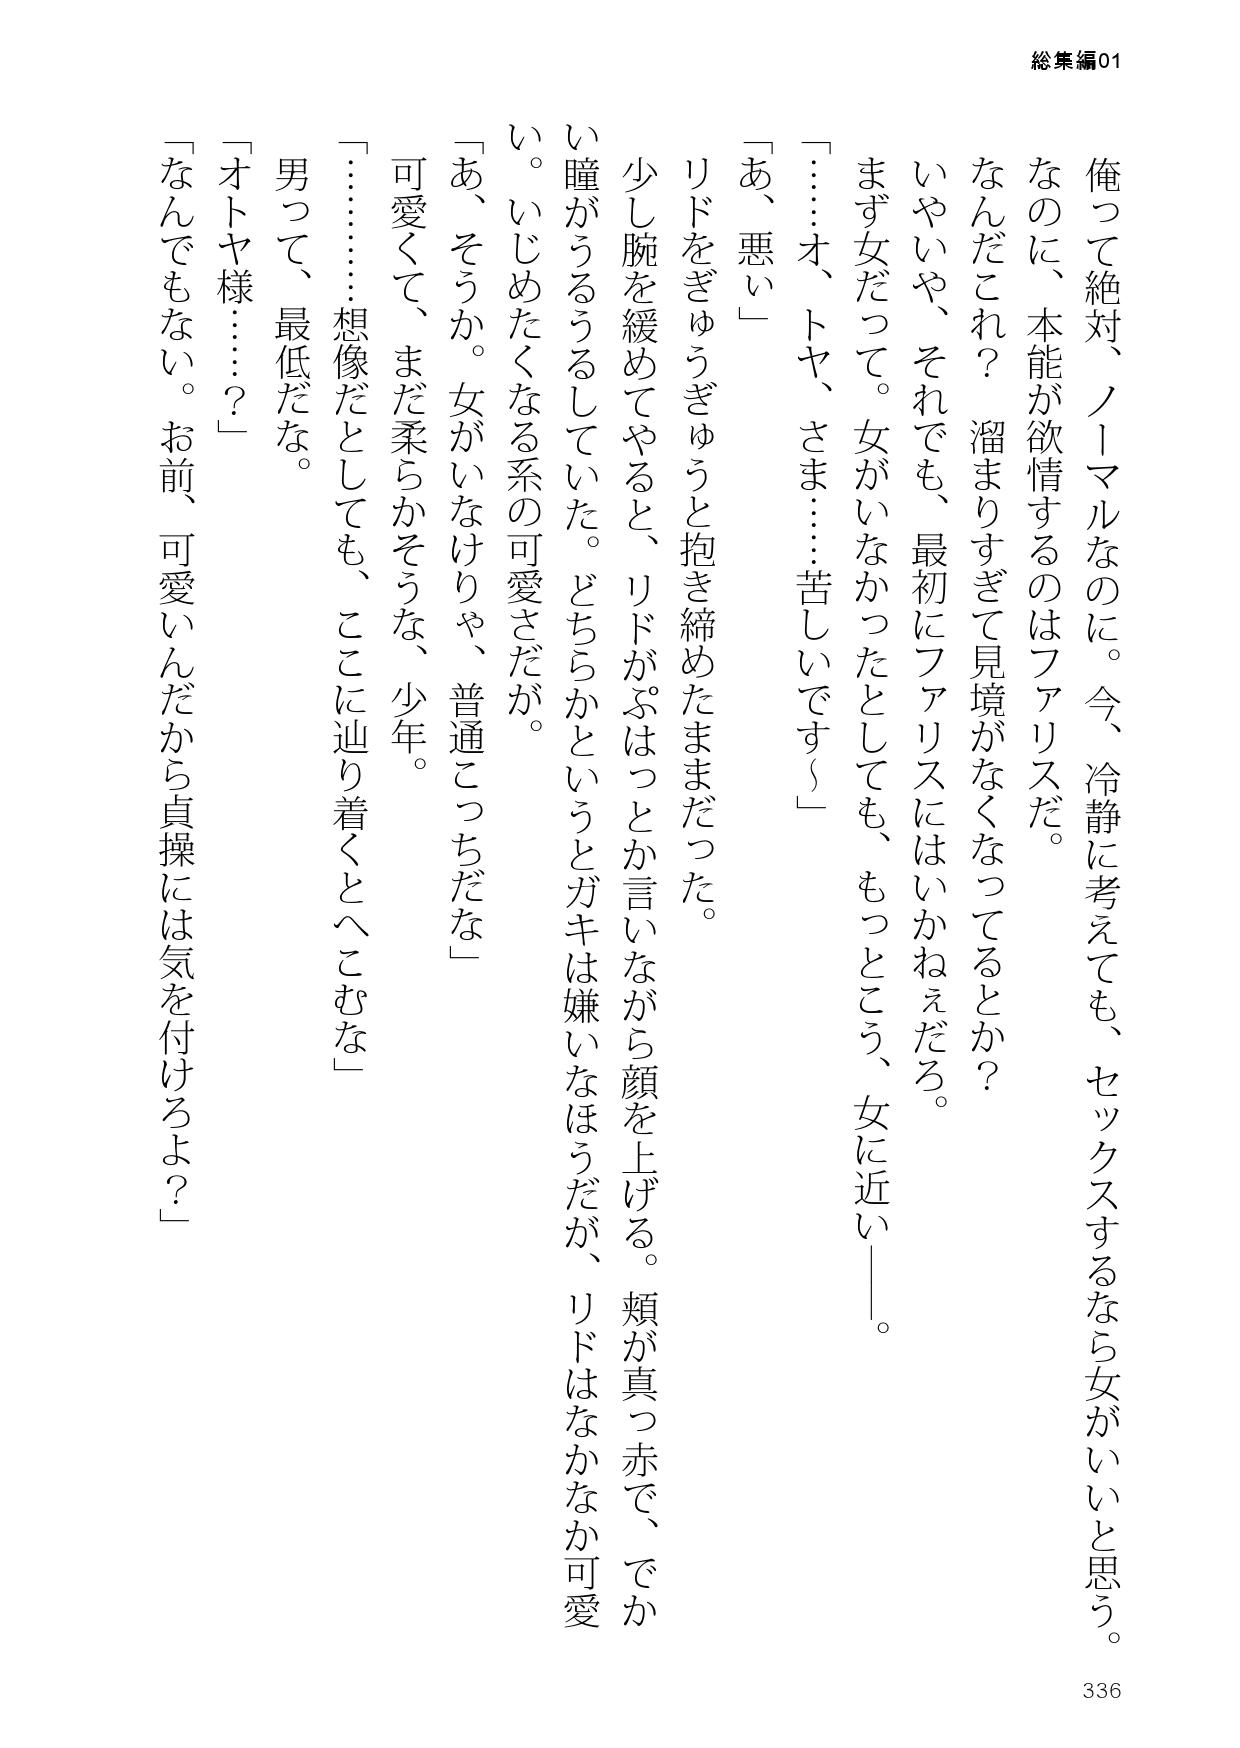 総集編01
俺って絶対、ノーマルなのに。今、冷静に考えても、セックスするなら女がいいと思う。
なのに、本能が欲情するのはファリスだ。
なんだこれ？　溜まりすぎて見境がなくなってるとか？
いやいや、それでも、最初にファリスにはいかねぇだろ。
まず女だって。女がいなかったとしても、もっとこう、女に近い――。
「……オ、トヤ、さま……苦しいです～」
「あ、悪い」
リドをぎゅうぎゅうと抱き締めたままだった。
少し腕を緩めてやると、リドがぷはっとか言いながら顔を上げる。頬が真っ赤で、でか
い瞳がうるうるしていた。どちらかというとガキは嫌いなほうだが、リドはなかなか可愛
い。いじめたくなる系の可愛さだが。
「あ、そうか。女がいなけりゃ、普通こっちだな」
可愛くて、まだ柔らかそうな、少年。
「…………想像だとしても、ここに辿り着くとへこむな」
男って、最低だな。
「オトヤ様……？」
「なんでもない。お前、可愛いんだから貞操には気を付けろよ？」
336